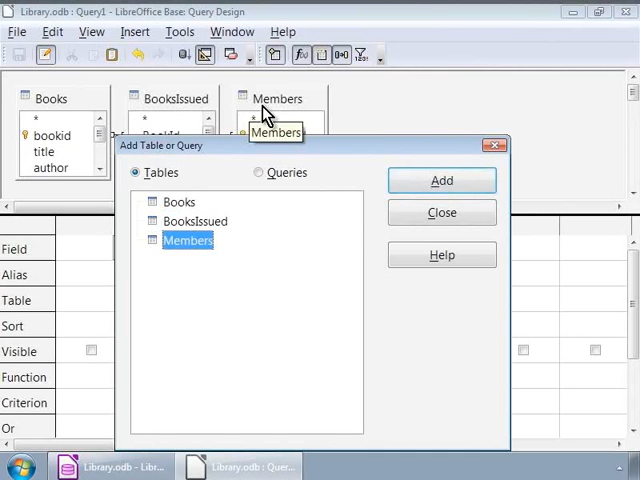 Library.odb : Query1 - LibreOffice Base: Query Design
File Edit View Insert Tools Window Help
Books BooksIssued Members
*
bookid
title
author
*
*
Members
Add Table or Query
Tables Queries
Books
BooksIssued
Members
Add
Close
Help
Field
Alias
Table
Sort
Visible
Function
Criterion
Or
Library.odb - Libr... Library.odb : Que...